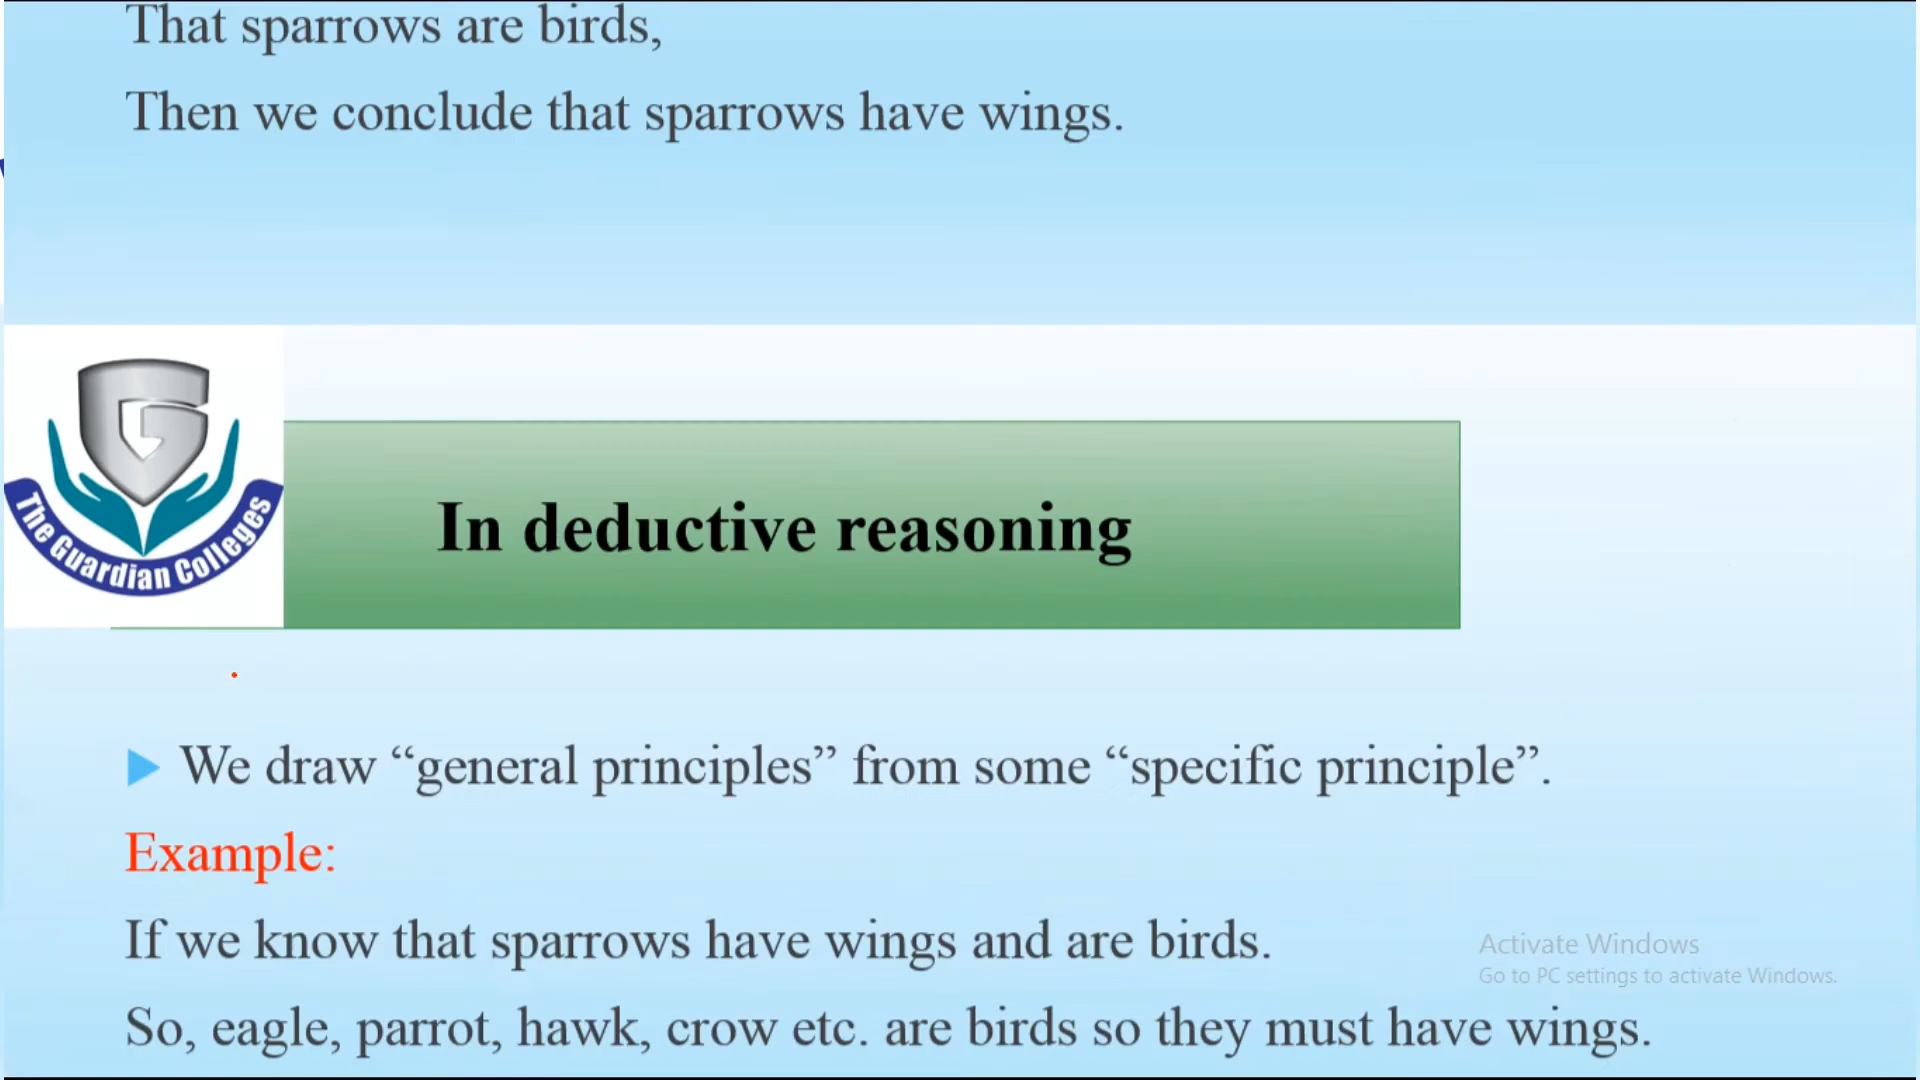 That sparrows are birds,
Then we conclude that sparrows have wings.
The Guardian Colleges
In deductive reasoning
We draw “general principles” from some “specific principle”.
Example:
If we know that sparrows have wings and are birds.
So, eagle, parrot, hawk, crow etc. are birds so they must have wings.
Activate Windows
Go to PC settings to activate Windows.